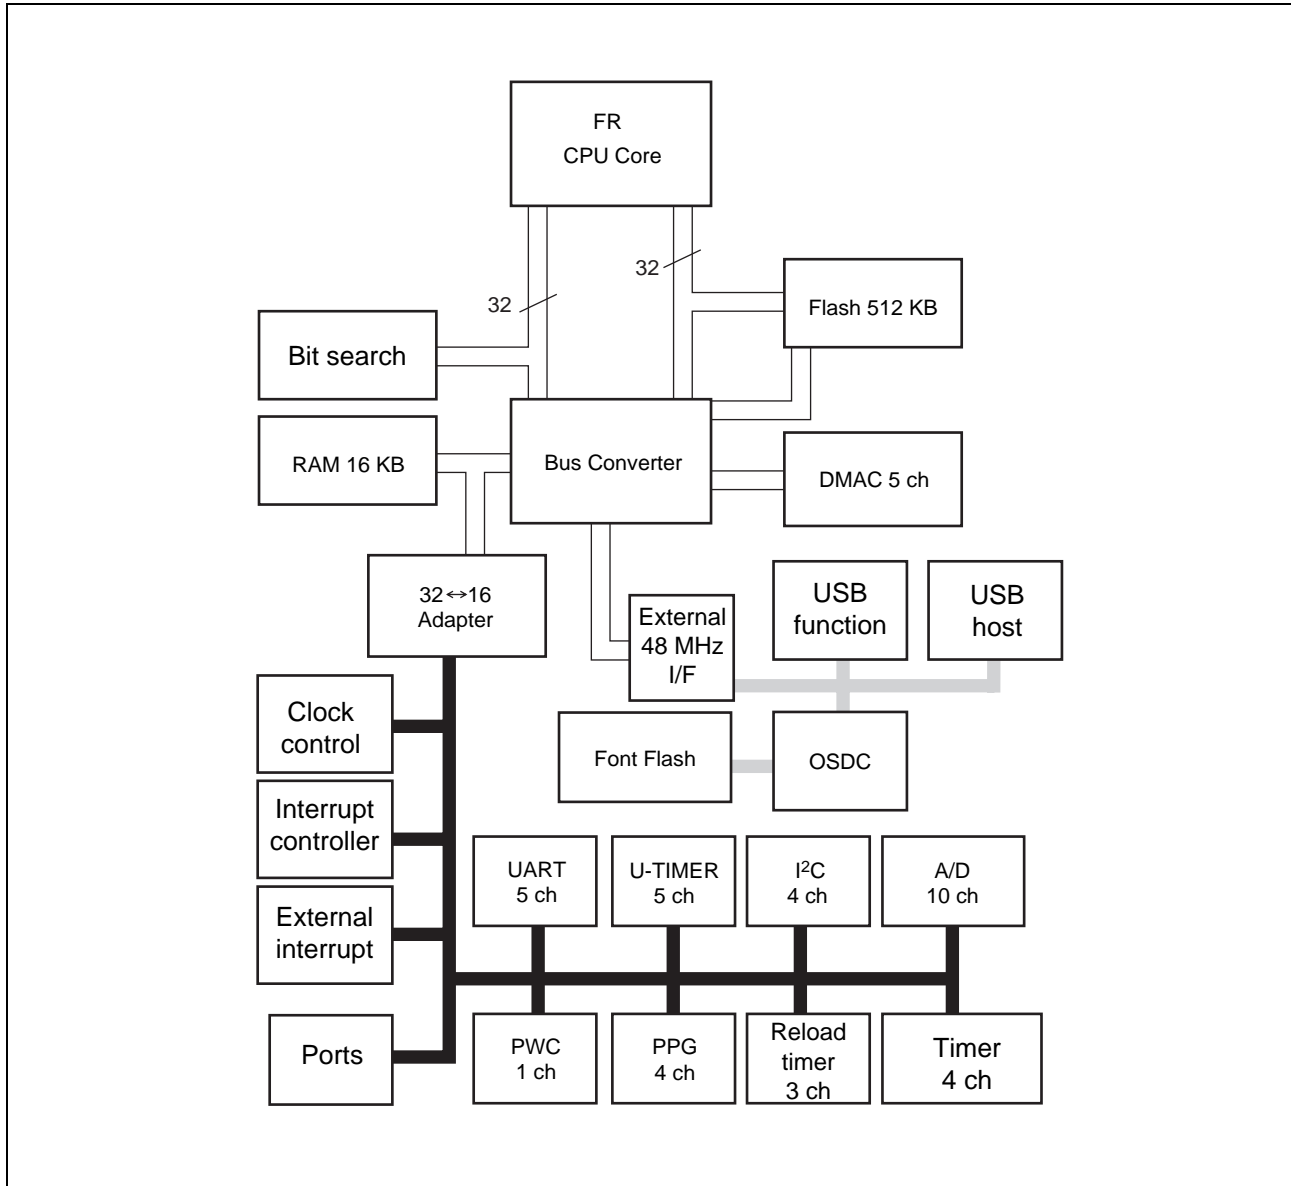 FR
CPU Core
32
32
Flash 512 KB
Bit search
RAM 16 KB
Bus Converter
DMAC 5 ch
32↔16
Adapter
External
48 MHz
I/F
USB
function
USB
host
Clock
control
Font Flash
OSDC
Interrupt
controller
UART
5 ch
U-TIMER
5 ch
I²C
4 ch
A/D
10 ch
External
interrupt
Ports
PWC
1 ch
PPG
4 ch
Reload
timer
3 ch
Timer
4 ch